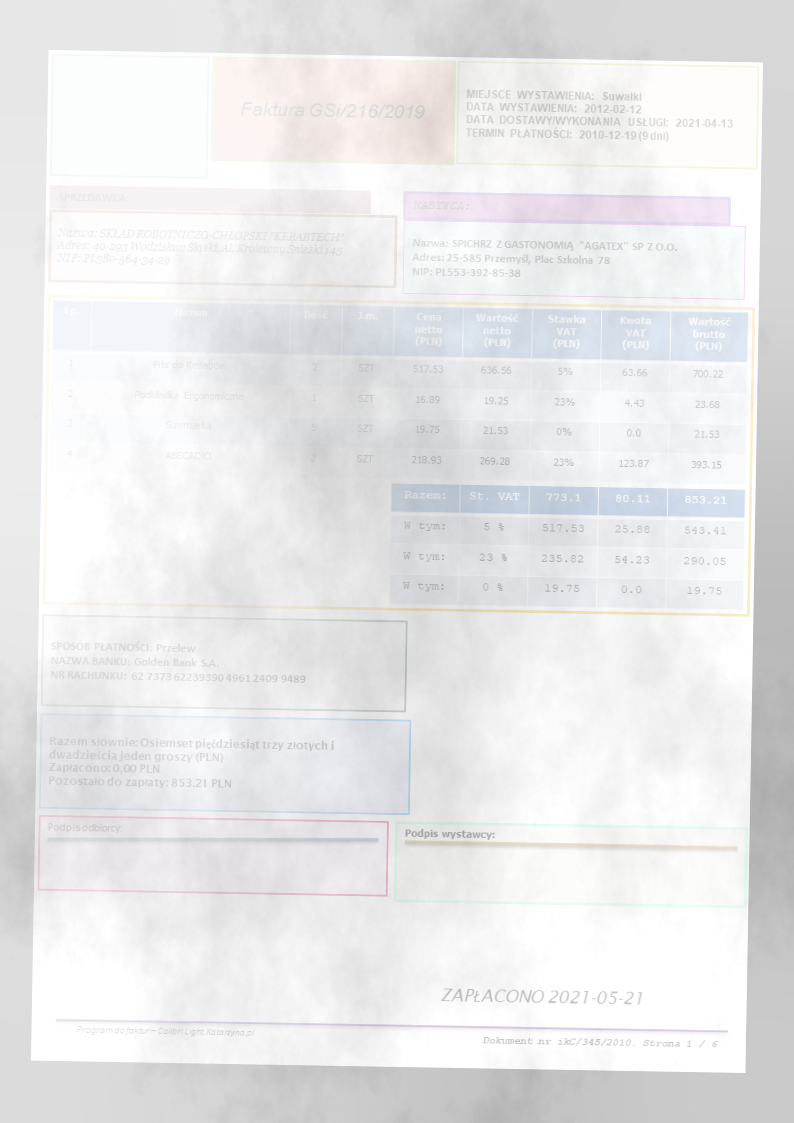 Faktura GSi/216/2019
MIEJSCE WYSTAWIENIA: Suwałki
DATA WYSTAWIENIA: 2012-02-12
DATA DOSTAWY/WYKONANIA USŁUGI: 2021-04-13
TERMIN PŁATNOŚCI: 2010-12-19 (9 dni)
SPRZEDAWCA:
Nazwa: SKŁAD ROBOTNICZO-CHŁOPSKI "KEBABTECH"
Adres: 40-293 Wodzisław Śląski, Al. Królewny Śnieżki 145
NIP: PL380-564-34-29
NABYWCA:
Nazwa: SPICHRZ Z GASTONOMIĄ "AGATEX" SP Z O.O.
Adres: 25-585 Przemyśl, Plac Szkolna 78
NIP: PL553-392-85-38
Lp. Nazwa Ilość J.m. Cena netto (PLN) Wartość netto (PLN) Stawka VAT (PLN) Kwota VAT (PLN) Wartość brutto (PLN)
1 Piła do Kebabów 2 SZT 517.53 636.56 5% 63.66 700.22
2 Podkładka Ergonomiczna 1 SZT 16.89 19.25 23% 4.43 23.68
3 5 SZT 19.75 21.53 0% 0.0 21.53
4 ABECADŁO 2 SZT 218.93 269.28 23% 123.87 393.15
Razem: St. VAT 773.1 80.11 853.21
W tym: 5 % 517.53 25.88 543.41
W tym: 23 % 235.82 54.23 290.05
W tym: 0 % 19.75 0.0 19.75
SPOSÓB PŁATNOŚCI: Przelew
NAZWA BANKU: Golden Bank S.A.
NR RACHUNKU: 62 7373 6223 9390 4961 2409 9489
Razem słownie: Osiemset pięćdziesiąt trzy złotych i
dwadzieścia jeden groszy (PLN)
Zapłacono: 0,00 PLN
Pozostało do zapłaty: 853.21 PLN
Podpis odbiorcy:
Podpis wystawcy:
ZAPŁACONO 2021-05-21
Program do faktur – Calibri Light Katarzyna.pl
Dokument nr ikC/345/2010. Strona 1 / 6